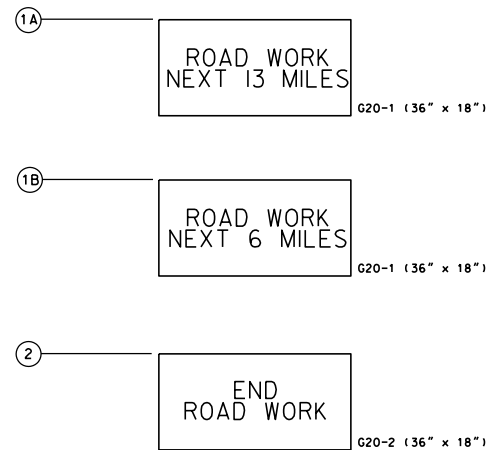 1A
ROAD WORK
NEXT 13 MILES
G20-1 (36" x 18")
1B
ROAD WORK
NEXT 6 MILES
G20-1 (36" x 18")
2
END
ROAD WORK
G20-2 (36" x 18")